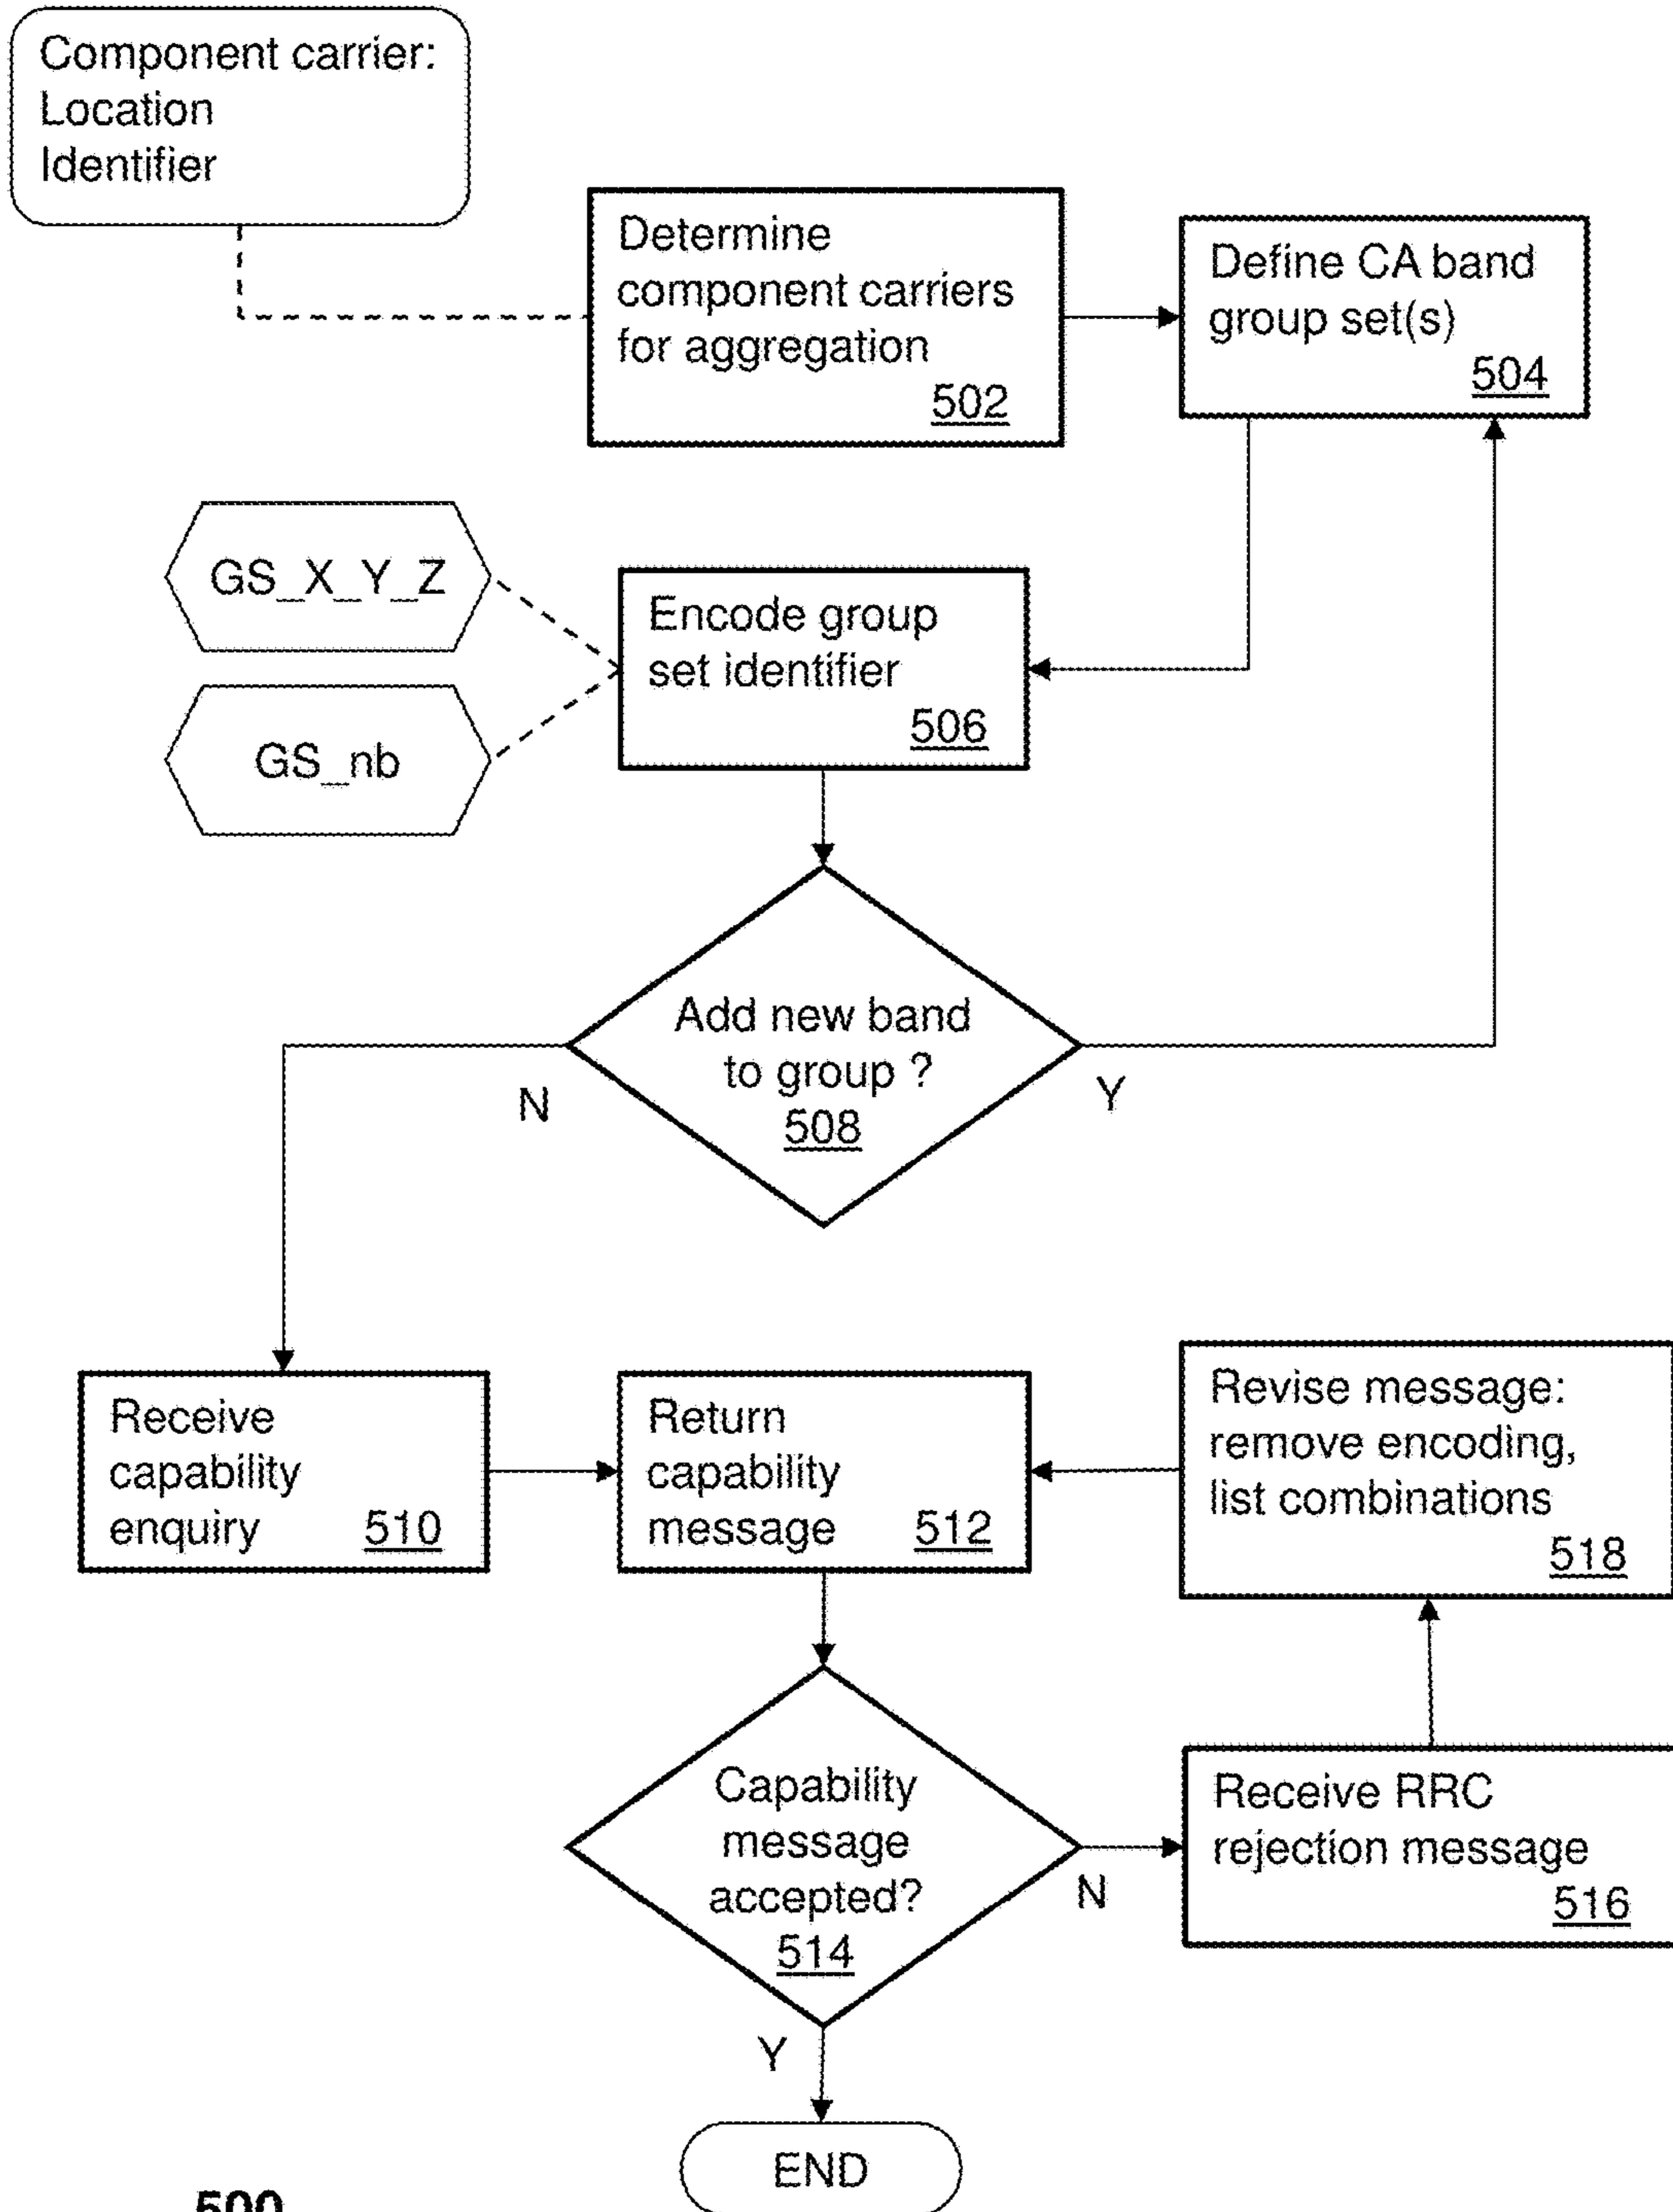 Component carrier:
Location
Identifier
Determine
component carriers
for aggregation
502
Define CA band
group set(s)
504
GS_X_Y_Z
GS_nb
Encode group
set identifier
506
Add new band
to group ?
508
N
Y
Receive
capability
enquiry 510
Return
capability
message 512
Revise message:
remove encoding,
list combinations
518
Capability
message
accepted?
514
N
Y
Receive RRC
rejection message
516
END
500